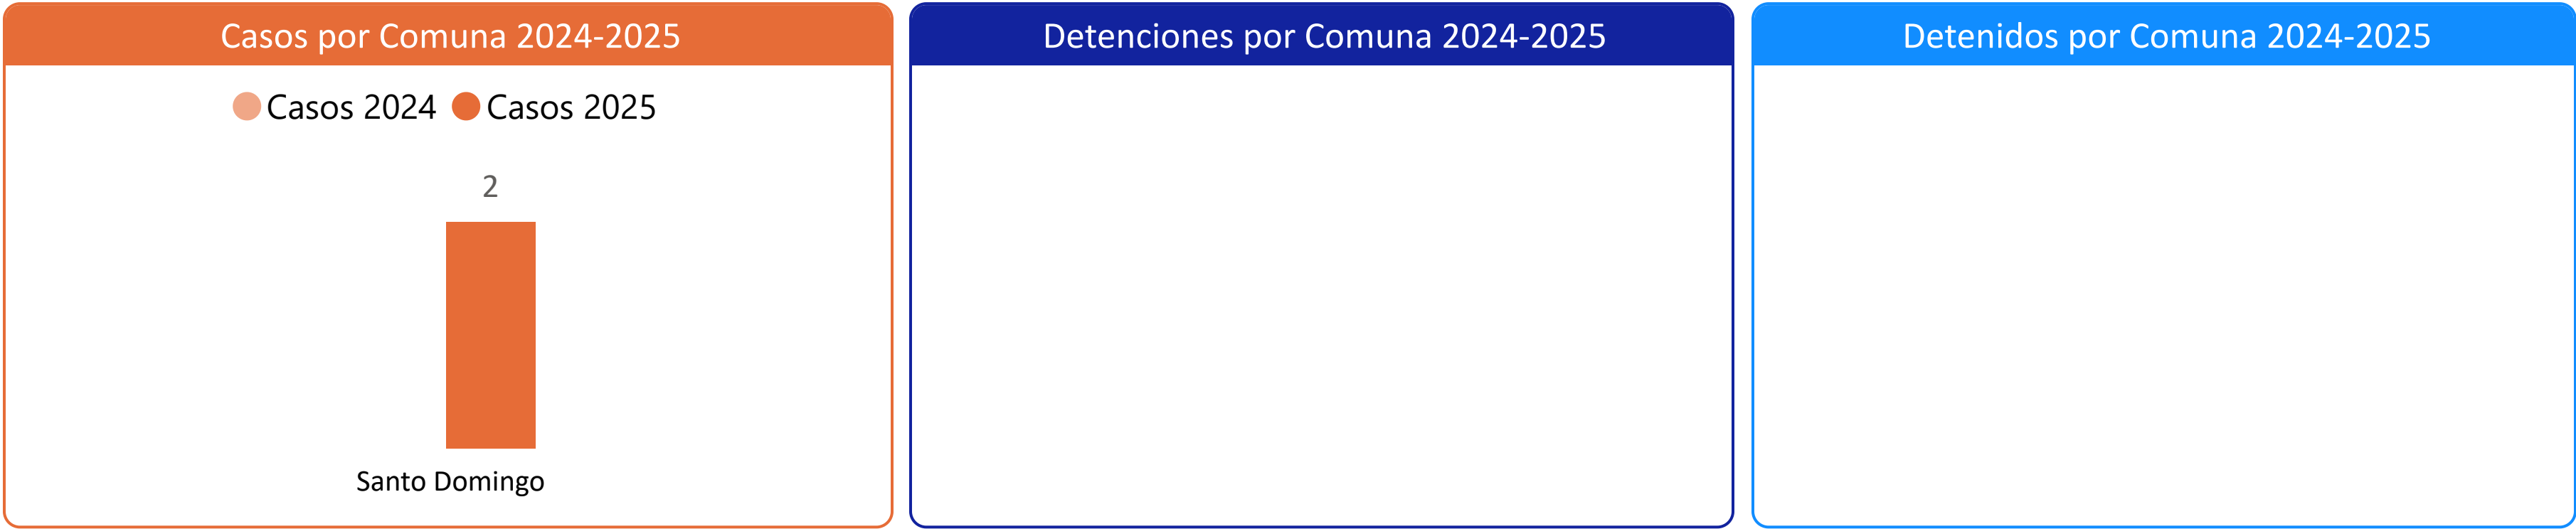 Casos por Comuna 2024-2025
Casos 2024 Casos 2025
2
Santo Domingo
Detenciones por Comuna 2024-2025
Detenidos por Comuna 2024-2025